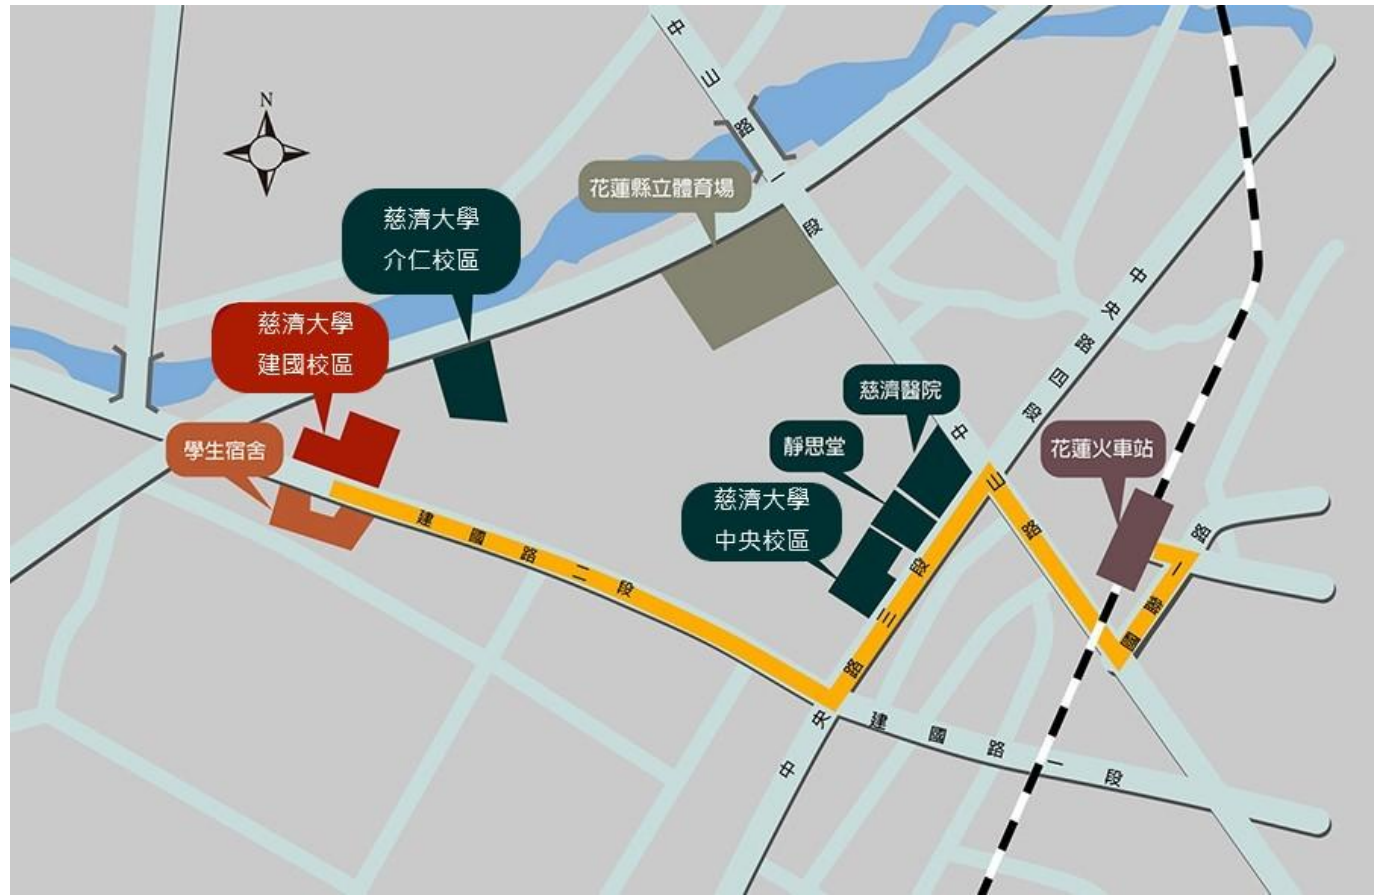 N
中山路一段
花蓮縣立體育場
慈濟大學
介仁校區
慈濟大學
建國校區
學生宿舍
中央路四段
慈濟醫院
靜思堂
慈濟大學
中央校區
花蓮火車站
中山路
國聯一路
建國路二段
中央路三段
建國路一段